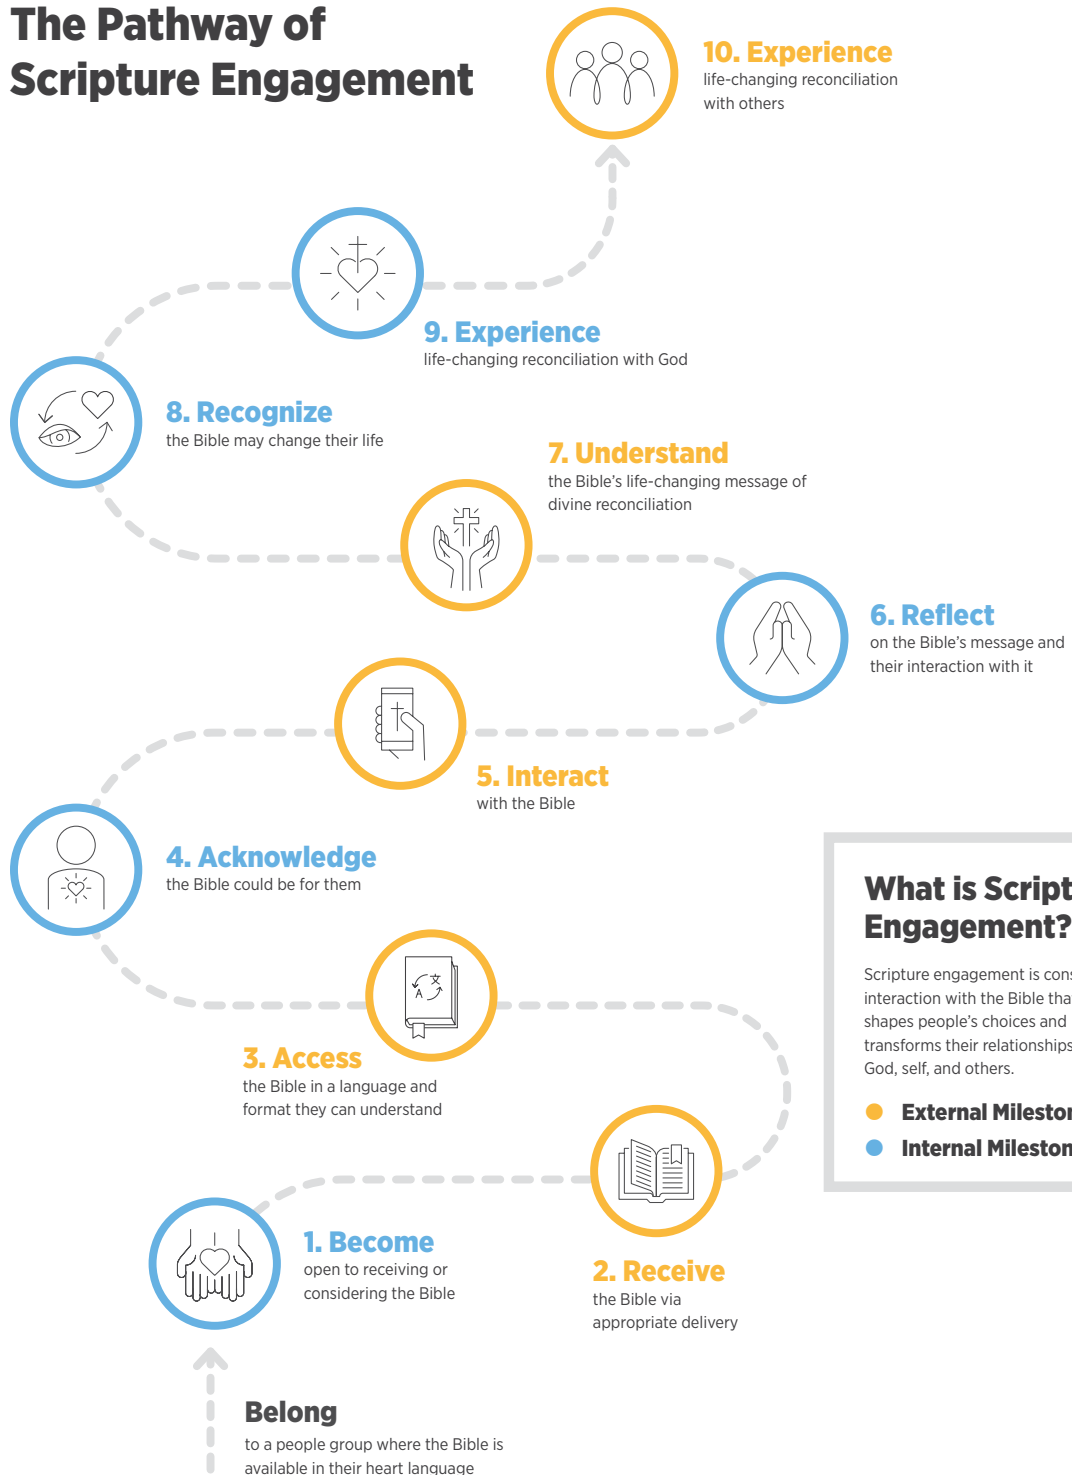 The Pathway of
Scripture Engagement
10. Experience
life-changing reconciliation
with others
9. Experience
life-changing reconciliation with God
8. Recognize
the Bible may change their life
7. Understand
the Bible's life-changing message of
divine reconciliation
6. Reflect
on the Bible's message and
their interaction with it
5. Interact
with the Bible
4. Acknowledge
the Bible could be for them
3. Access
the Bible in a language and
format they can understand
A 文
2. Receive
the Bible via
appropriate delivery
1. Become
open to receiving or
considering the Bible
Belong
to a people group where the Bible is
available in their heart language
What is
Engagement?
Scripture engagement is
interaction with the Bible
shapes people's choices and
transforms their relationships
God, self, and others.
External
Internal